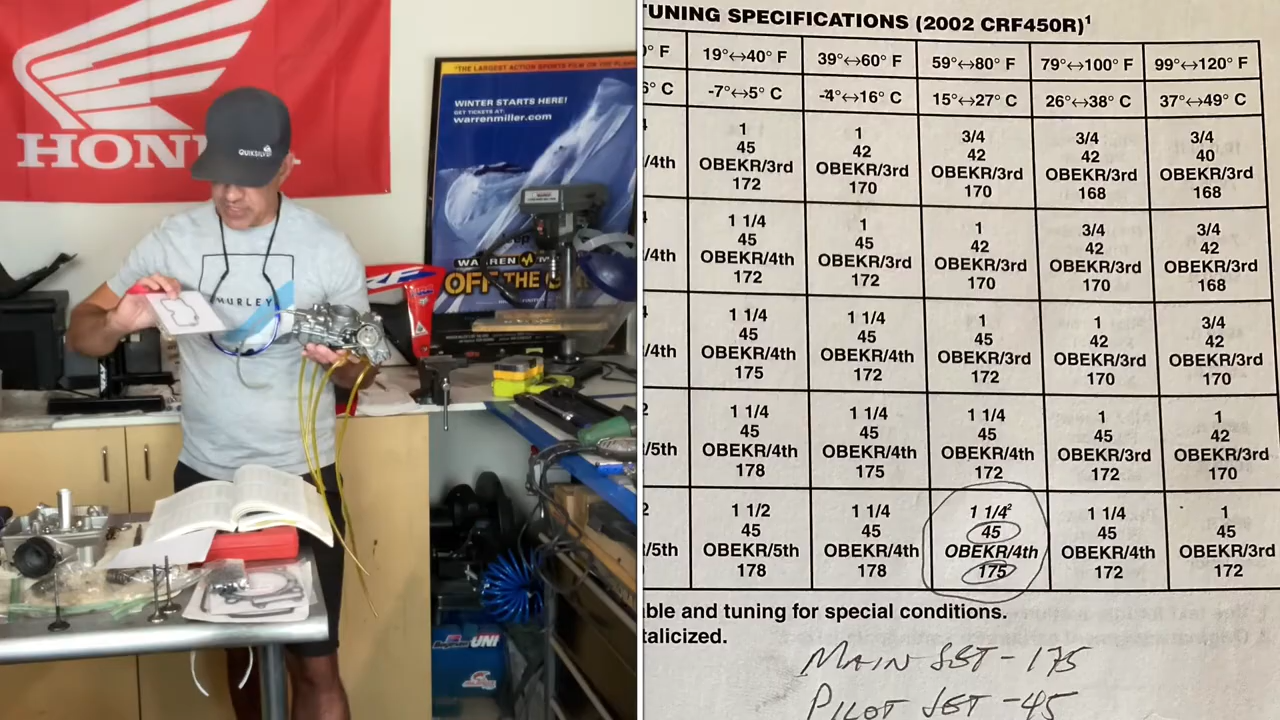 HONDA
QUIKSILVER
HURLEY
"THE LARGEST ACTION SPORTS FILM ON THE PLANET
WINTER STARTS HERE!
GET TICKETS AT
warrenmiller.com
WARREN
OFF THE
UNI
TUNING SPECIFICATIONS (2002 CRF450R)¹
° F 19°↔40° F 39°↔60° F 59°↔80° F 79°↔100° F 99°↔120° F
° C -7°↔5° C -4°↔16° C 15°↔27° C 26°↔38° C 37°↔49° C
1 1 3/4 3/4 3/4
45 42 42 42 40
/4th OBEKR/3rd OBEKR/3rd OBEKR/3rd OBEKR/3rd OBEKR/3rd
172 170 170 168 168
1 1/4 1 1 3/4 3/4
45 45 42 42 42
/4th OBEKR/4th OBEKR/3rd OBEKR/3rd OBEKR/3rd OBEKR/3rd
172 172 170 170 168
1 1/4 1 1/4 1 1 3/4
45 45 45 42 42
/4th OBEKR/4th OBEKR/4th OBEKR/3rd OBEKR/3rd OBEKR/3rd
175 172 172 170 170
1 1/4 1 1/4 1 1/4 1 1
45 45 45 45 42
/5th OBEKR/4th OBEKR/4th OBEKR/4th OBEKR/3rd OBEKR/3rd
178 175 172 172 170
1 1/2 1 1/4 1 1/4² 1 1/4 1
45 45 45 45 45
/5th OBEKR/5th OBEKR/4th OBEKR/4th OBEKR/4th OBEKR/3rd
178 178 175 172 172
able and tuning for special conditions.
talicized.
MAIN JET - 175
PILOT JET - 45